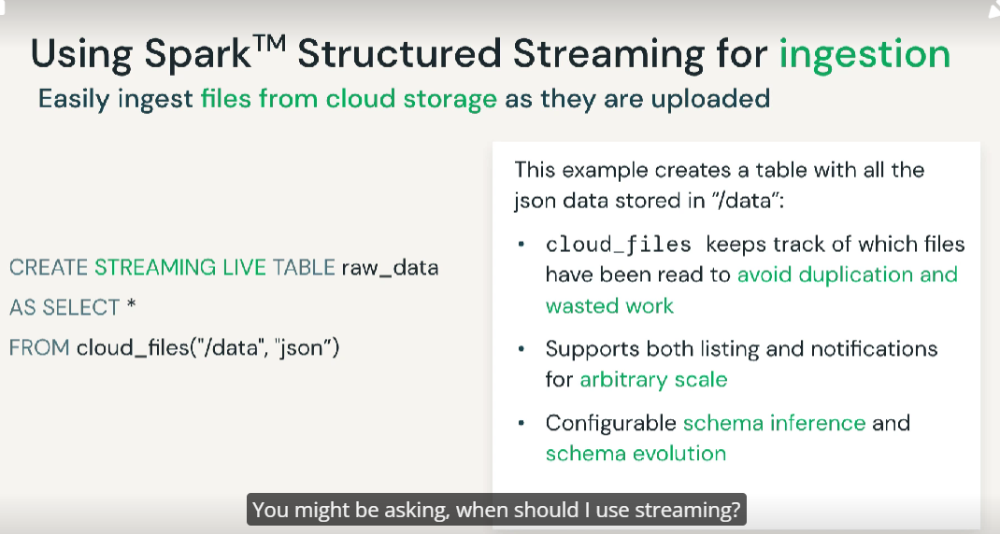 Using Spark™ Structured Streaming for ingestion
Easily ingest files from cloud storage as they are uploaded
CREATE STREAMING LIVE TABLE raw_data
AS SELECT *
FROM cloud_files("/data", "json”)
This example creates a table with all the
json data stored in “/data”:
• cloud_files keeps track of which files
have been read to avoid duplication and
wasted work
• Supports both listing and notifications
for arbitrary scale
• Configurable schema inference and
schema evolution
You might be asking, when should I use streaming?